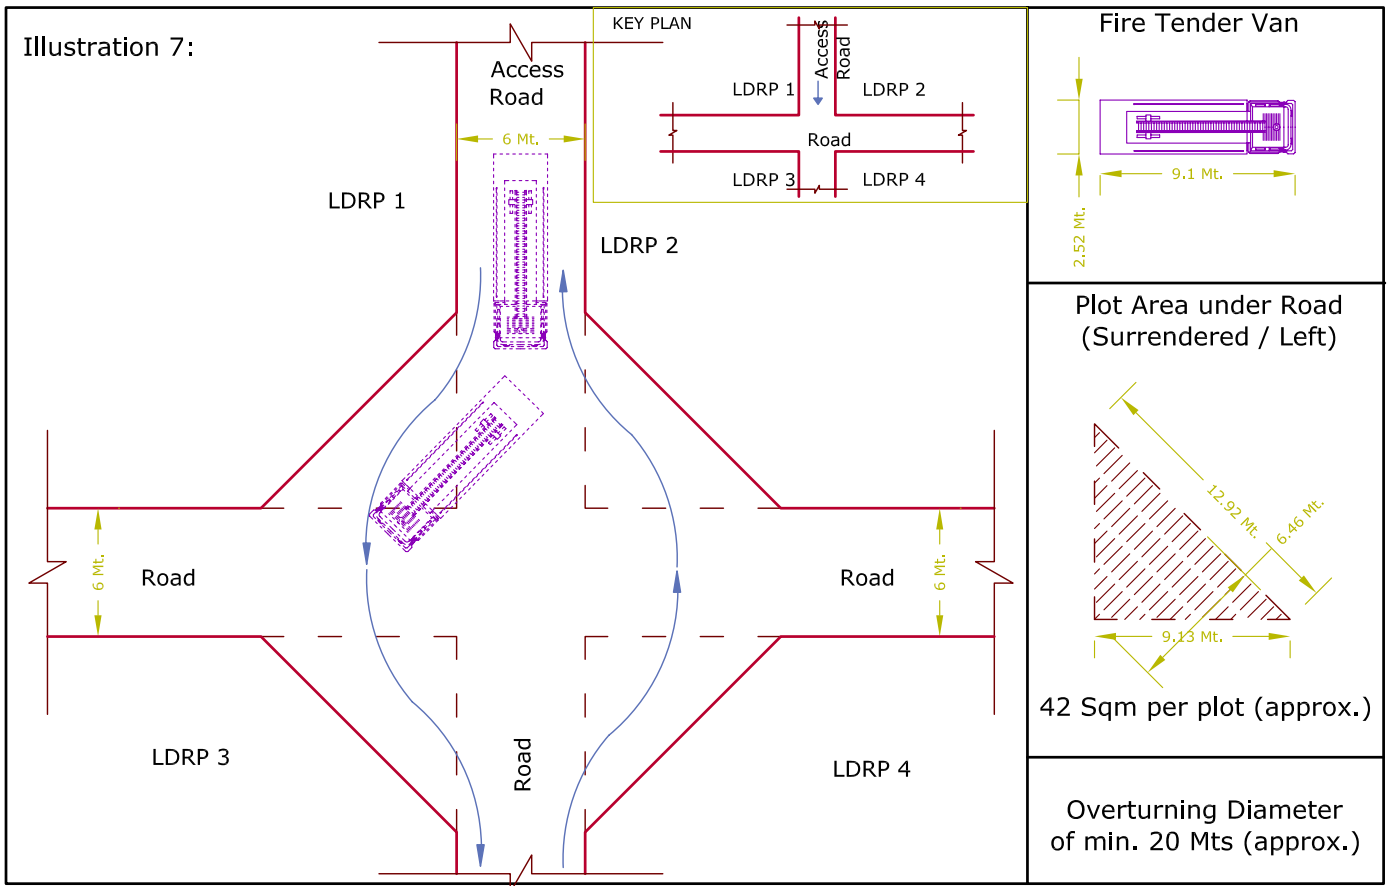 Illustration 7:
Access
Road
6 Mt.
LDRP 1
LDRP 2
6 Mt.
Road
Road
6 Mt.
LDRP 3
Road
LDRP 4
KEY PLAN
Access
Road
LDRP 1
LDRP 2
Road
LDRP 3
LDRP 4
Fire Tender Van
9.1 Mt.
2.52 Mt.
Plot Area under Road
(Surrendered / Left)
12.92 Mt.
6.46 Mt.
9.13 Mt.
42 Sqm per plot (approx.)
Overturning Diameter
of min. 20 Mts (approx.)